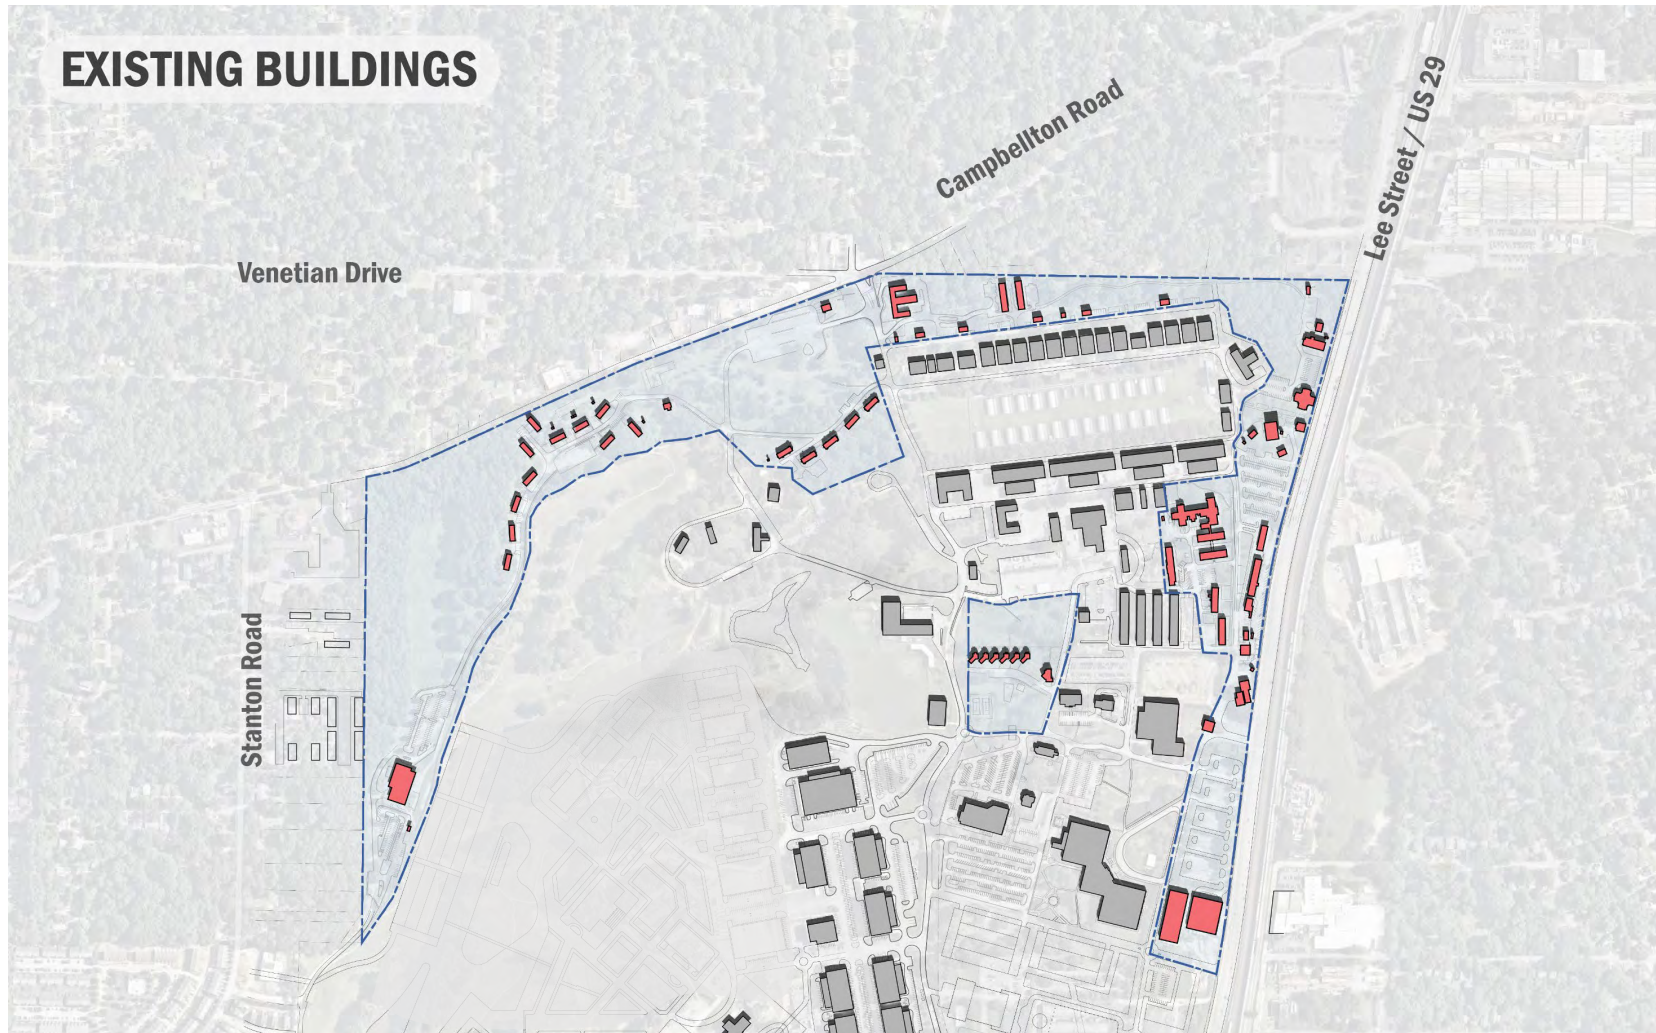 EXISTING BUILDINGS
Campbellton Road
Lee Street / US 29
Venetian Drive
Stanton Road